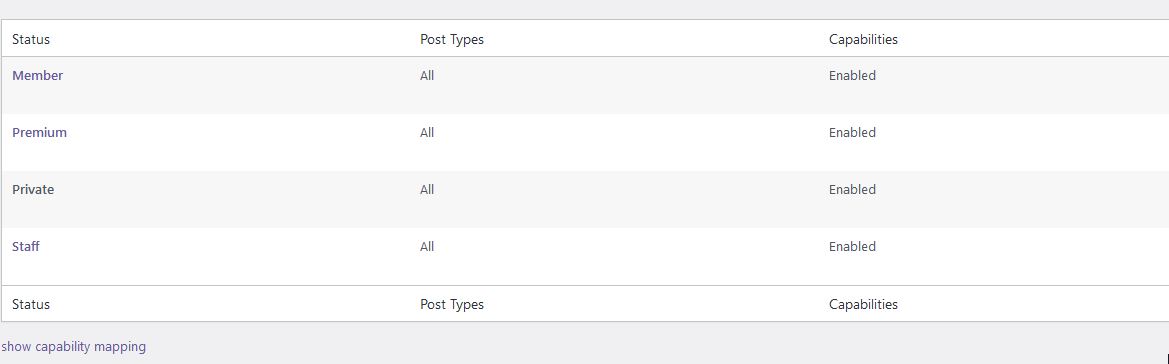 Status Post Types Capabilities
Member All Enabled
Premium All Enabled
Private All Enabled
Staff All Enabled
Status Post Types Capabilities
show capability mapping